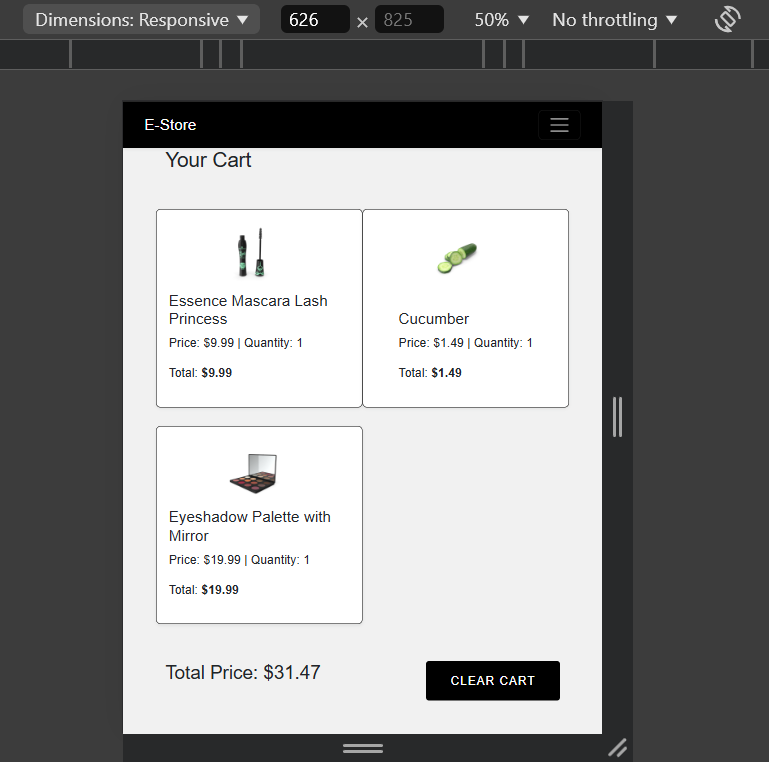 Dimensions: Responsive ▼ 626 × 825 50% ▼ No throttling ▼
E-Store
Your Cart
Essence Mascara Lash
Princess
Price: $9.99 | Quantity: 1
Total: $9.99
Cucumber
Price: $1.49 | Quantity: 1
Total: $1.49
Eyeshadow Palette with
Mirror
Price: $19.99 | Quantity: 1
Total: $19.99
Total Price: $31.47
CLEAR CART